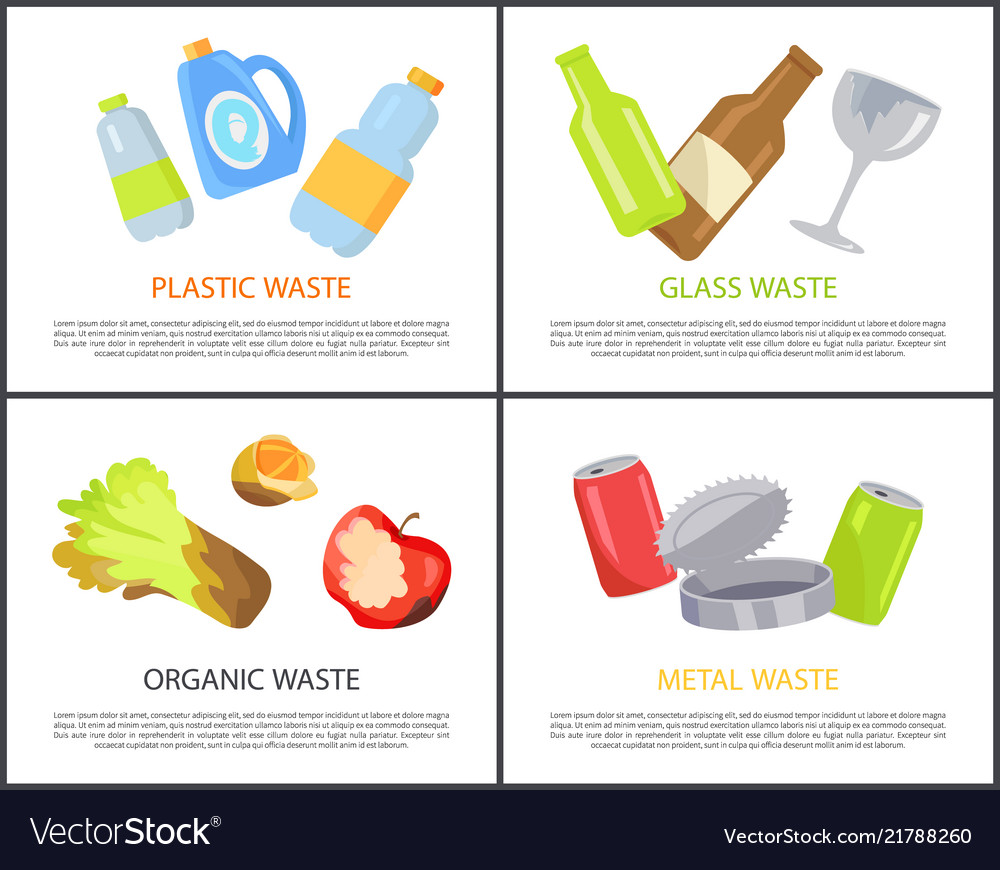 PLASTIC WASTE
Lorem ipsum dolor sit amet, consectetur adipiscing elit, sed do eiusmod tempor incididunt ut labore et dolore magna
aliqua. Ut enim ad minim veniam, quis nostrud exercitation ullamco laboris nisi ut aliquip ex ea commodo consequat.
Duis aute irure dolor in reprehenderit in voluptate velit esse cillum dolore eu fugiat nulla pariatur. Excepteur sint
occaecat cupidatat non proident, sunt in culpa qui officia deserunt mollit anim id est laborum.
GLASS WASTE
Lorem ipsum dolor sit amet, consectetur adipiscing elit, sed do eiusmod tempor incididunt ut labore et dolore magna
aliqua. Ut enim ad minim veniam, quis nostrud exercitation ullamco laboris nisi ut aliquip ex ea commodo consequat.
Duis aute irure dolor in reprehenderit in voluptate velit esse cillum dolore eu fugiat nulla pariatur. Excepteur sint
occaecat cupidatat non proident, sunt in culpa qui officia deserunt mollit anim id est laborum.
ORGANIC WASTE
Lorem ipsum dolor sit amet, consectetur adipiscing elit, sed do eiusmod tempor incididunt ut labore et dolore magna
aliqua. Ut enim ad minim veniam, quis nostrud exercitation ullamco laboris nisi ut aliquip ex ea commodo consequat.
Duis aute irure dolor in reprehenderit in voluptate velit esse cillum dolore eu fugiat nulla pariatur. Excepteur sint
occaecat cupidatat non proident, sunt in culpa qui officia deserunt mollit anim id est laborum.
METAL WASTE
Lorem ipsum dolor sit amet, consectetur adipiscing elit, sed do eiusmod tempor incididunt ut labore et dolore magna
aliqua. Ut enim ad minim veniam, quis nostrud exercitation ullamco laboris nisi ut aliquip ex ea commodo consequat.
Duis aute irure dolor in reprehenderit in voluptate velit esse cillum dolore eu fugiat nulla pariatur. Excepteur sint
occaecat cupidatat non proident, sunt in culpa qui officia deserunt mollit anim id est laborum.
VectorStock®
VectorStock.com/21788260